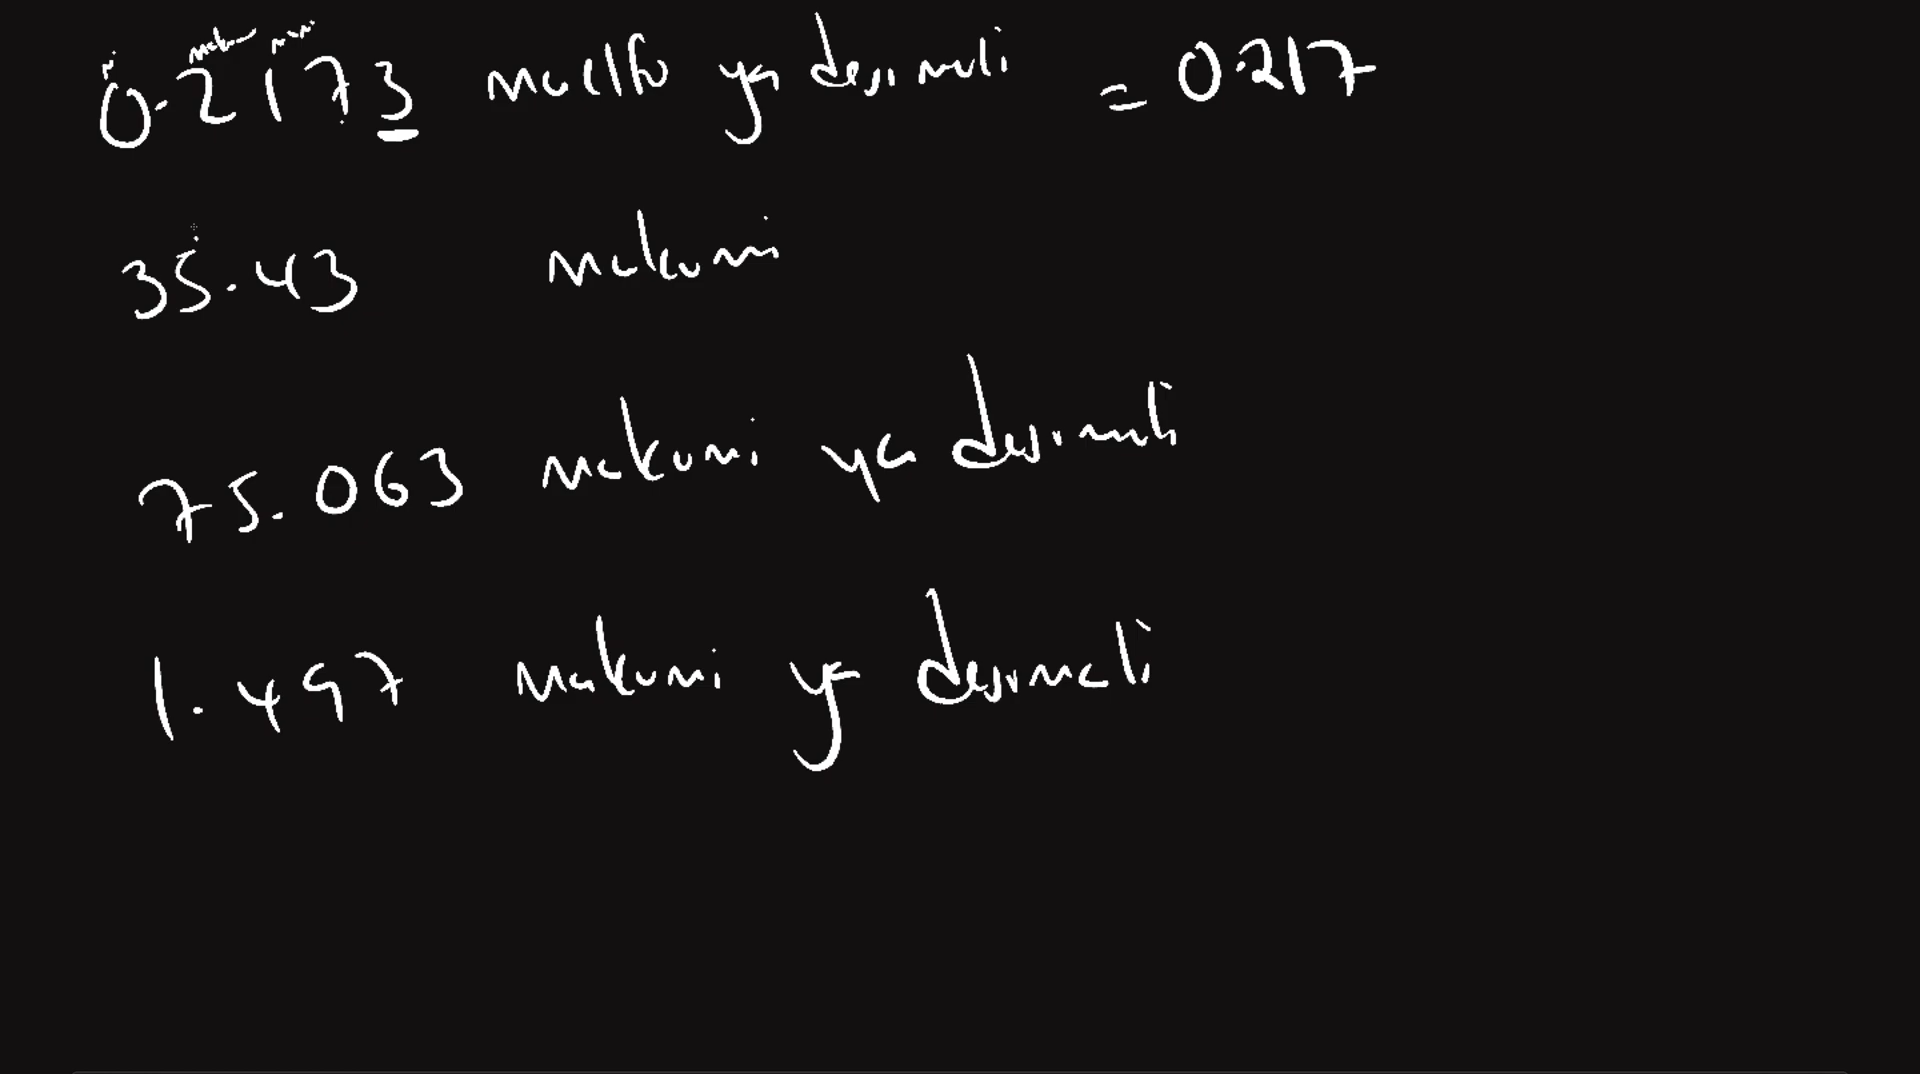 0.2173 maelfu ya desimali = 0.217
35.43 makumi
75.063 makumi ya desimali
1.497 makumi ya desimali